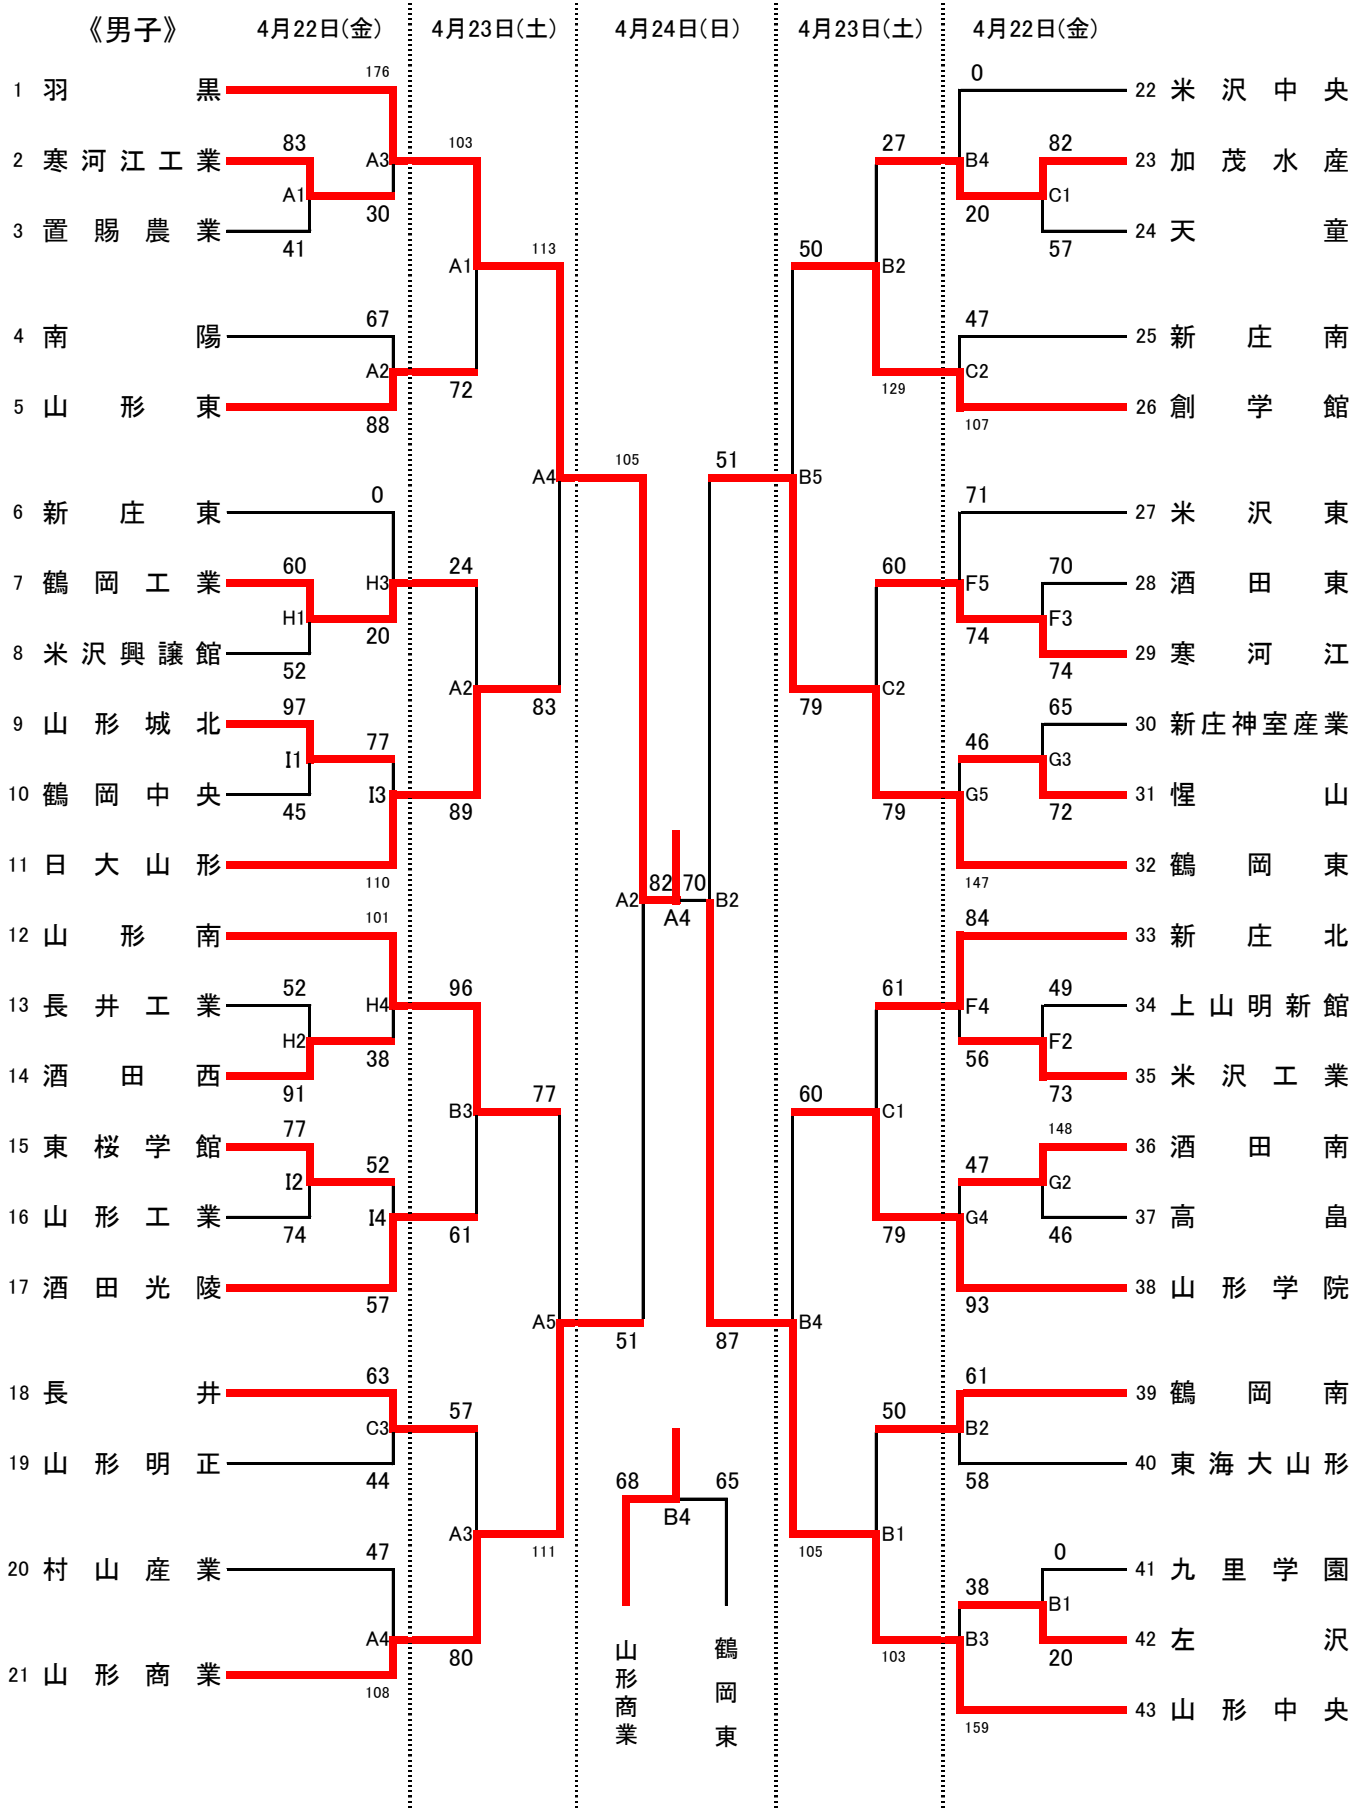 《男子》 4月22日(金) 4月23日(土) 4月24日(日) 4月23日(土) 4月22日(金)
176
1 羽黒
83
2 寒河江工業
A3
103
A1
30
3 置賜農業
41
A1
113
67
4 南陽
A2
72
5 山形東
88
A4
105
0
6 新庄東
60
7 鶴岡工業
H3
24
H1
20
8 米沢興譲館
52
A2
83
97
9 山形城北
77
I1
10 鶴岡中央
45
I3
89
11 日大山形
110
A2
82
70
A4
B2
101
12 山形南
52
13 長井工業
H4
96
H2
38
14 酒田西
91
B3
77
77
15 東桜学館
52
I2
16 山形工業
74
I4
61
17 酒田光陵
57
A5
51
63
18 長井
C3
57
19 山形明正
44
A3
111
47
20 村山産業
A4
80
21 山形商業
108
68
65
B4
山形商業
鶴岡東
0
22 米沢中央
27
B4
82
23 加茂水産
20
C1
24 天童
57
50
B2
47
25 新庄南
C2
129
26 創学館
107
51
B5
71
27 米沢東
60
F5
70
28 酒田東
74
F3
29 寒河江
74
79
C2
65
30 新庄神室産業
46
G3
79
G5
31 惺山
72
32 鶴岡東
147
84
33 新庄北
61
F4
49
34 上山明新館
56
F2
35 米沢工業
73
60
C1
148
36 酒田南
47
G2
79
G4
37 高畠
46
38 山形学院
93
87
B4
61
39 鶴岡南
50
B2
40 東海大山形
58
105
B1
0
41 九里学園
38
B1
103
B3
42 左沢
20
43 山形中央
159